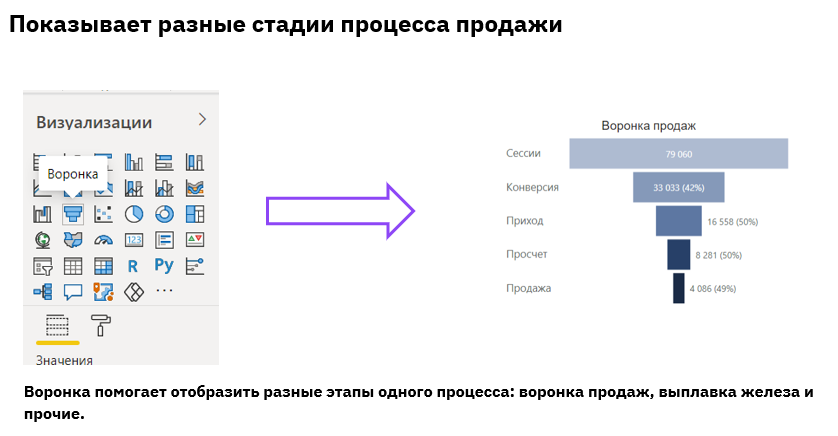 Показывает разные стадии процесса продажи
Визуализации
Воронка
123
R
Py
Значения
Воронка продаж
Сессии
79 060
Конверсия
33 033 (42%)
Приход
16 558 (50%)
Просчет
8 281 (50%)
Продажа
4 086 (49%)
Воронка помогает отобразить разные этапы одного процесса: воронка продаж, выплавка железа и
прочие.